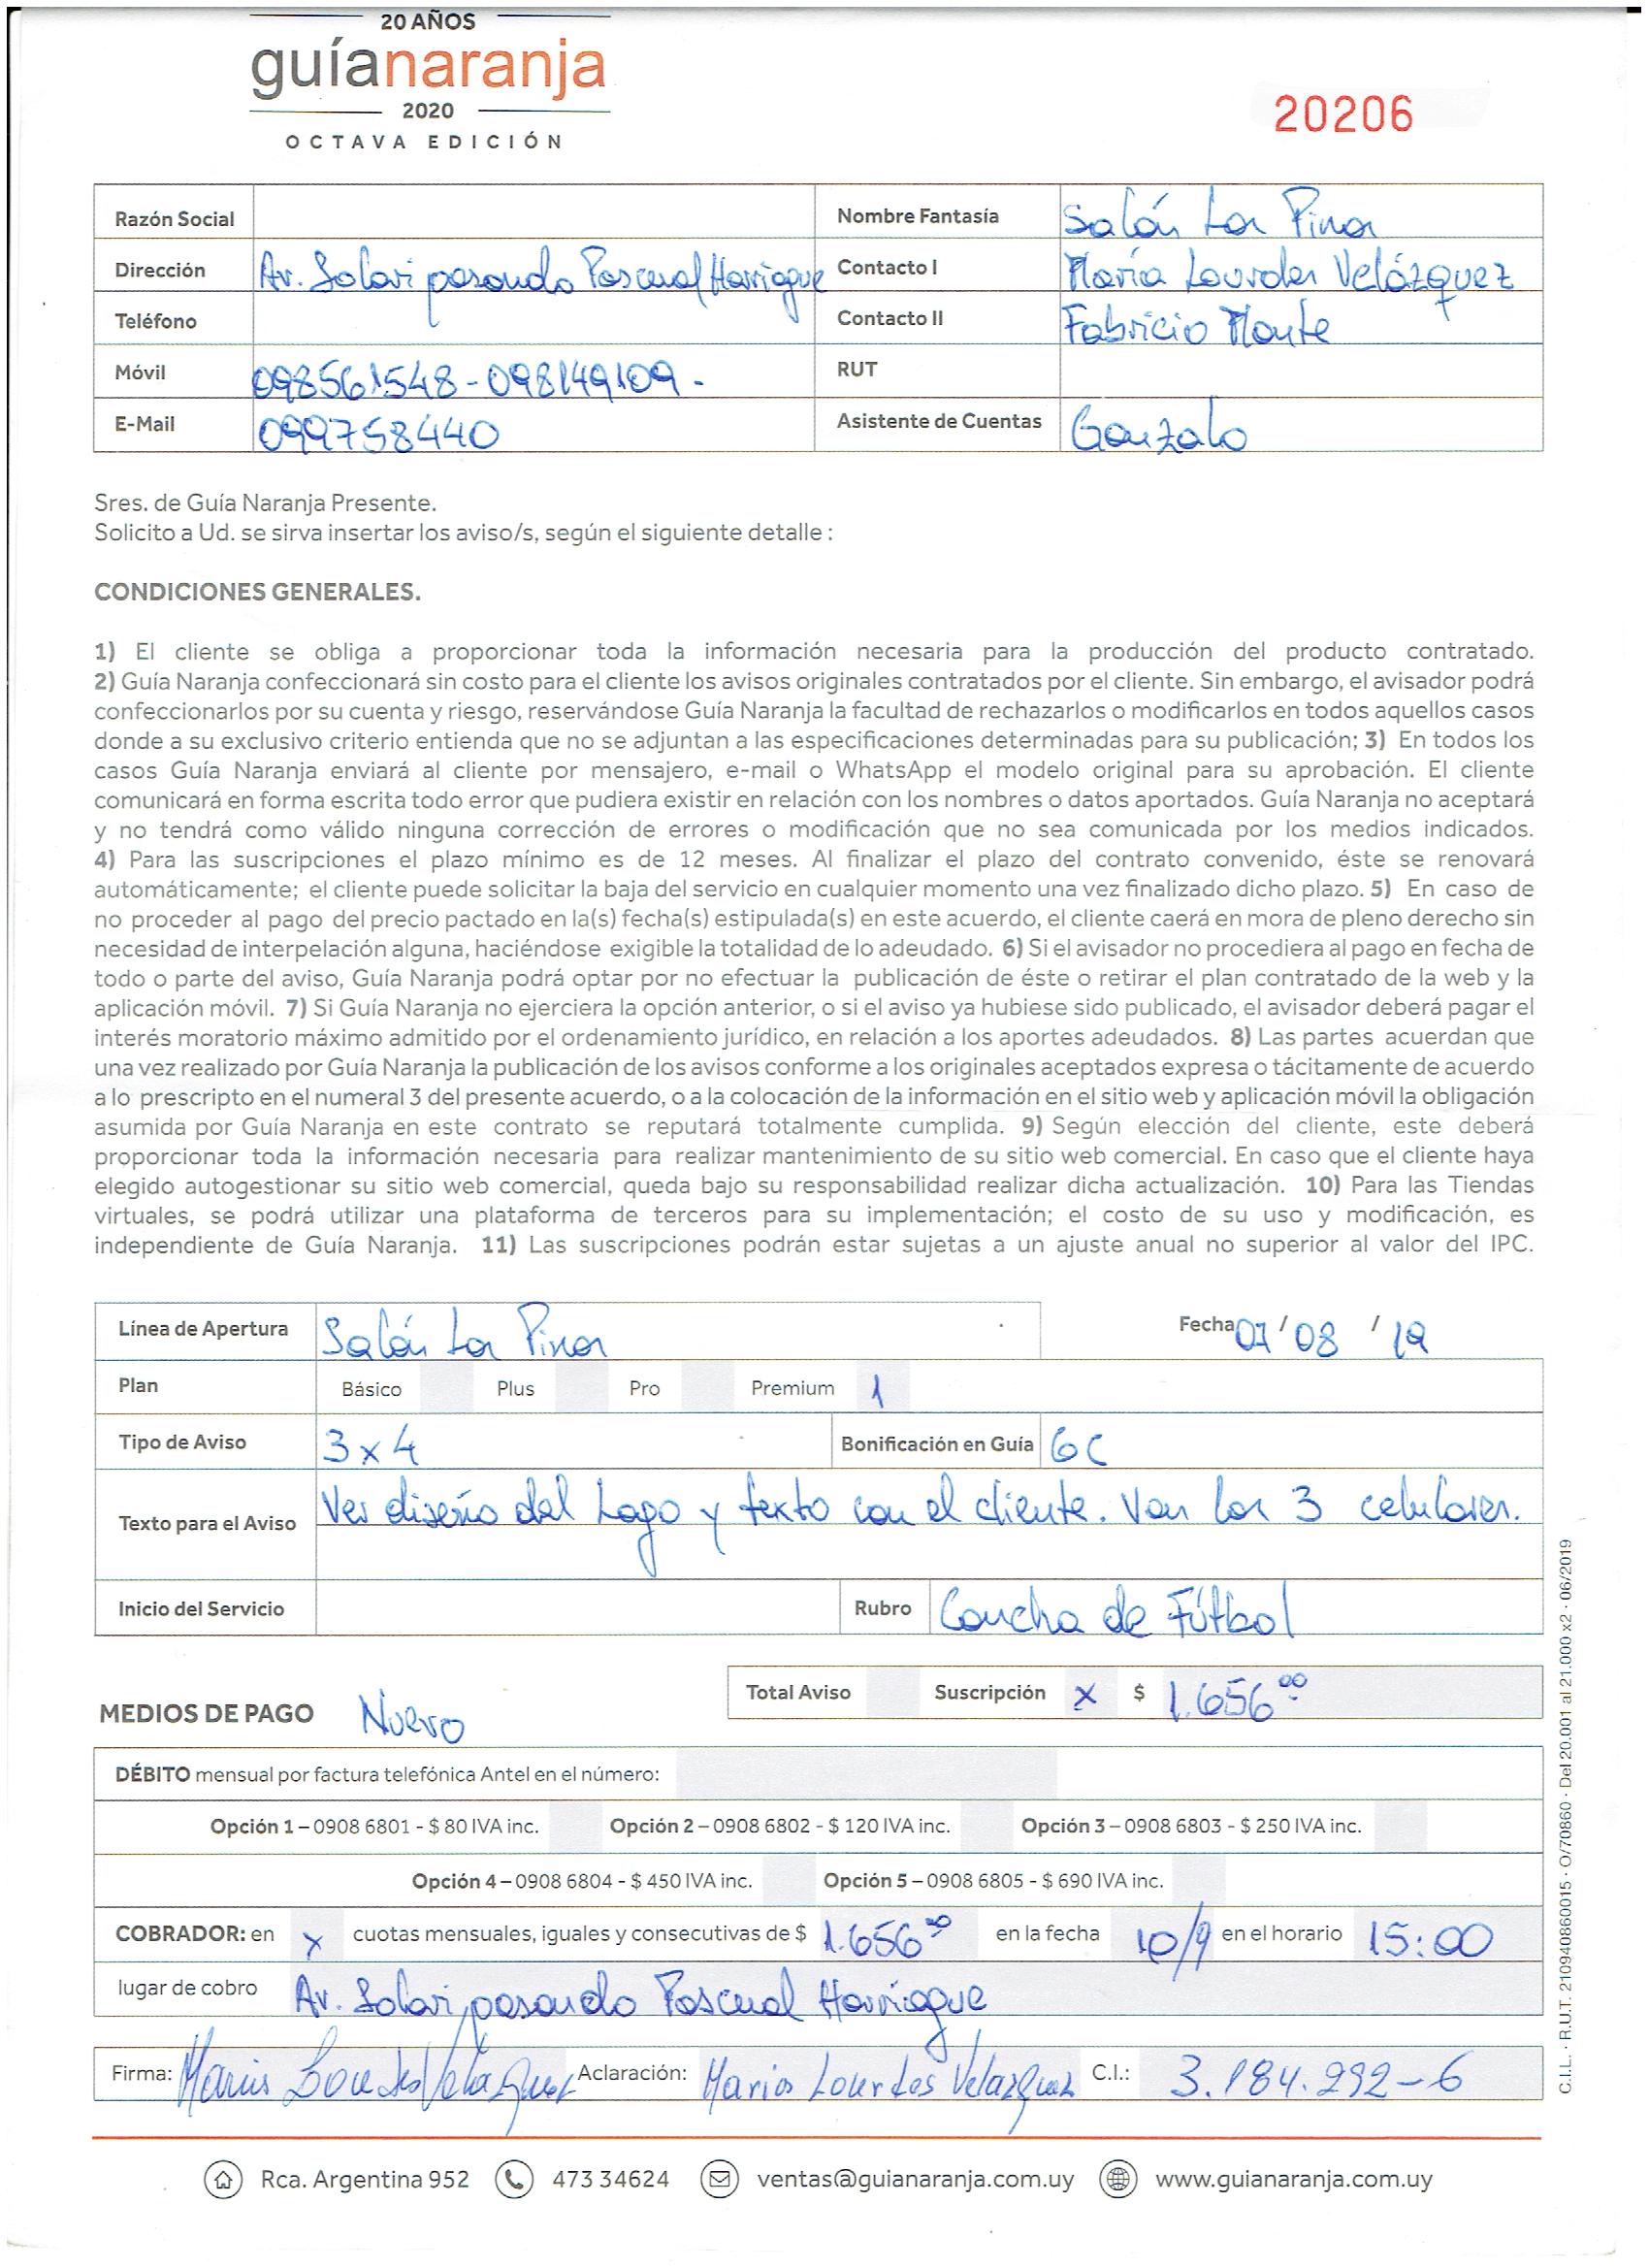 20 AÑOS
guíanaranja
2020
OCTAVA EDICIÓN
20206
Razón Social
Nombre Fantasía Salón La Pina
Dirección Av. Solari pasando Pascual Harriague
Contacto I María Lourdes Velázquez
Teléfono
Contacto II Fabricio
Móvil 098561548 - 098149109 -
RUT
E-Mail 099758440
Asistente de Cuentas Gonzalo
Sres. de Guía Naranja Presente.
Solicito a Ud. se sirva insertar los aviso/s, según el siguiente detalle :
CONDICIONES GENERALES.
1) El cliente se obliga a proporcionar toda la información necesaria para la producción del producto contratado.
2) Guía Naranja confeccionará sin costo para el cliente los avisos originales contratados por el cliente. Sin embargo, el avisador podrá
confeccionarlos por su cuenta y riesgo, reservándose Guía Naranja la facultad de rechazarlos o modificarlos en todos aquellos casos
donde a su exclusivo criterio entienda que no se adjuntan a las especificaciones determinadas para su publicación; 3) En todos los
casos Guía Naranja enviará al cliente por mensajero, e-mail o WhatsApp el modelo original para su aprobación. El cliente
comunicará en forma escrita todo error que pudiera existir en relación con los nombres o datos aportados. Guía Naranja no aceptará
y no tendrá como válido ninguna corrección de errores o modificación que no sea comunicada por los medios indicados.
4) Para las suscripciones el plazo mínimo es de 12 meses. Al finalizar el plazo del contrato convenido, éste se renovará
automáticamente; el cliente puede solicitar la baja del servicio en cualquier momento una vez finalizado dicho plazo. 5) En caso de
no proceder al pago del precio pactado en la(s) fecha(s) estipulada(s) en este acuerdo, el cliente caerá en mora de pleno derecho sin
necesidad de interpelación alguna, haciéndose exigible la totalidad de lo adeudado. 6) Si el avisador no procediera al pago en fecha de
todo o parte del aviso, Guía Naranja podrá optar por no efectuar la publicación de éste o retirar el plan contratado de la web y la
aplicación móvil. 7) Si Guía Naranja no ejerciera la opción anterior, o si el aviso ya hubiese sido publicado, el avisador deberá pagar el
interés moratorio máximo admitido por el ordenamiento jurídico, en relación a los aportes adeudados. 8) Las partes acuerdan que
una vez realizado por Guía Naranja la publicación de los avisos conforme a los originales aceptados expresa o tácitamente de acuerdo
a lo prescripto en el numeral 3 del presente acuerdo, o a la colocación de la información en el sitio web y aplicación móvil la obligación
asumida por Guía Naranja en este contrato se reputará totalmente cumplida. 9) Según elección del cliente, este deberá
proporcionar toda la información necesaria para realizar mantenimiento de su sitio web comercial. En caso que el cliente haya
elegido autogestionar su sitio web comercial, queda bajo su responsabilidad realizar dicha actualización. 10) Para las Tiendas
virtuales, se podrá utilizar una plataforma de terceros para su implementación; el costo de su uso y modificación, es
independiente de Guía Naranja. 11) Las suscripciones podrán estar sujetas a un ajuste anual no superior al valor del IPC.
Línea de Apertura Salón La Pina
Fecha / 08 / 19
Plan Básico Plus Pro Premium 1
Tipo de Aviso 3x4 Bonificación en Guía 6C
Texto para el Aviso Ver diseño del Logo y texto con el cliente. Van los 3 celulares.
Inicio del Servicio Rubro Cancha de Fútbol
Total Aviso Suscripción x $ 1.656 00
MEDIOS DE PAGO Nuevo
DÉBITO mensual por factura telefónica Antel en el número:
Opción 1 – 0908 6801 - $ 80 IVA inc. Opción 2 – 0908 6802 - $ 120 IVA inc. Opción 3 – 0908 6803 - $ 250 IVA inc.
Opción 4 – 0908 6804 - $ 450 IVA inc. Opción 5 – 0908 6805 - $ 690 IVA inc.
COBRADOR: en x cuotas mensuales, iguales y consecutivas de $ 1.656 00 en la fecha 10/9 en el horario 15:00
lugar de cobro Av. Solari, pasando Pascual Harriague
Firma: Maria Lourdes Velazquez Aclaración: Maria Lourdes Velazquez C.I.: 3.184.292-6
Rca. Argentina 952 473 34624 ventas@guianaranja.com.uy www.guianaranja.com.uy
C.I.L. · R.U.T. 210940860015 · O/70860 · Del 20.001 al 21.000 x2 · 06/2019